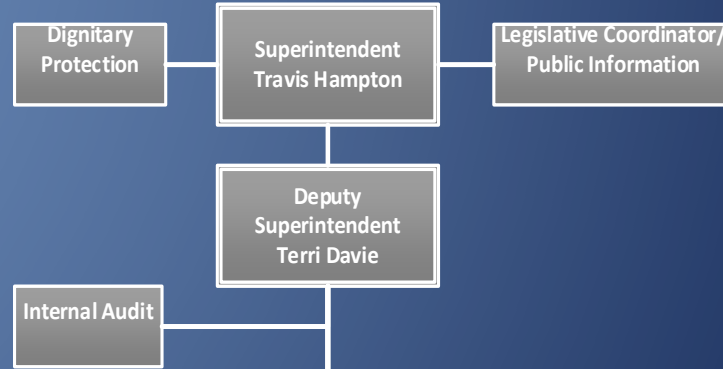 Dignitary
Protection
Superintendent
Travis Hampton
Legislative Coordinator/
Public Information
Deputy
Superintendent
Terri Davie
Internal Audit